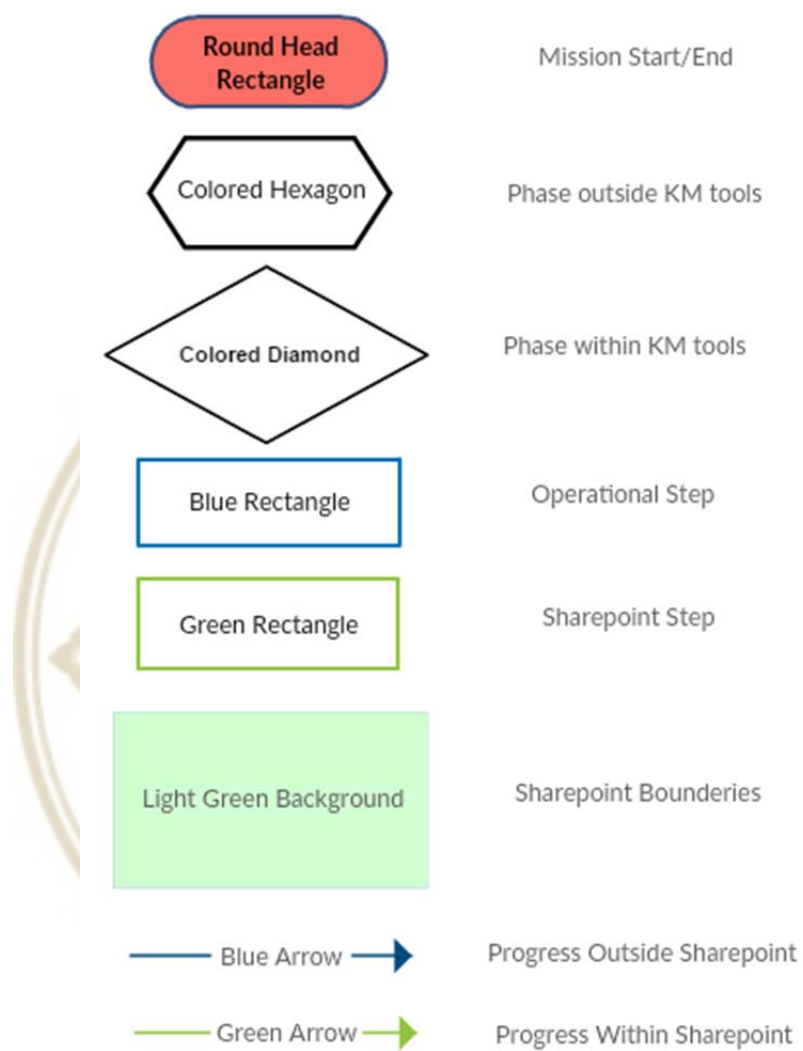 Round Head
Rectangle
Mission Start/End
Colored Hexagon
Phase outside KM tools
Colored Diamond
Phase within KM tools
Blue Rectangle
Operational Step
Green Rectangle
Sharepoint Step
Light Green Background
Sharepoint Bounderies
Blue Arrow
Progress Outside Sharepoint
Green Arrow
Progress Within Sharepoint